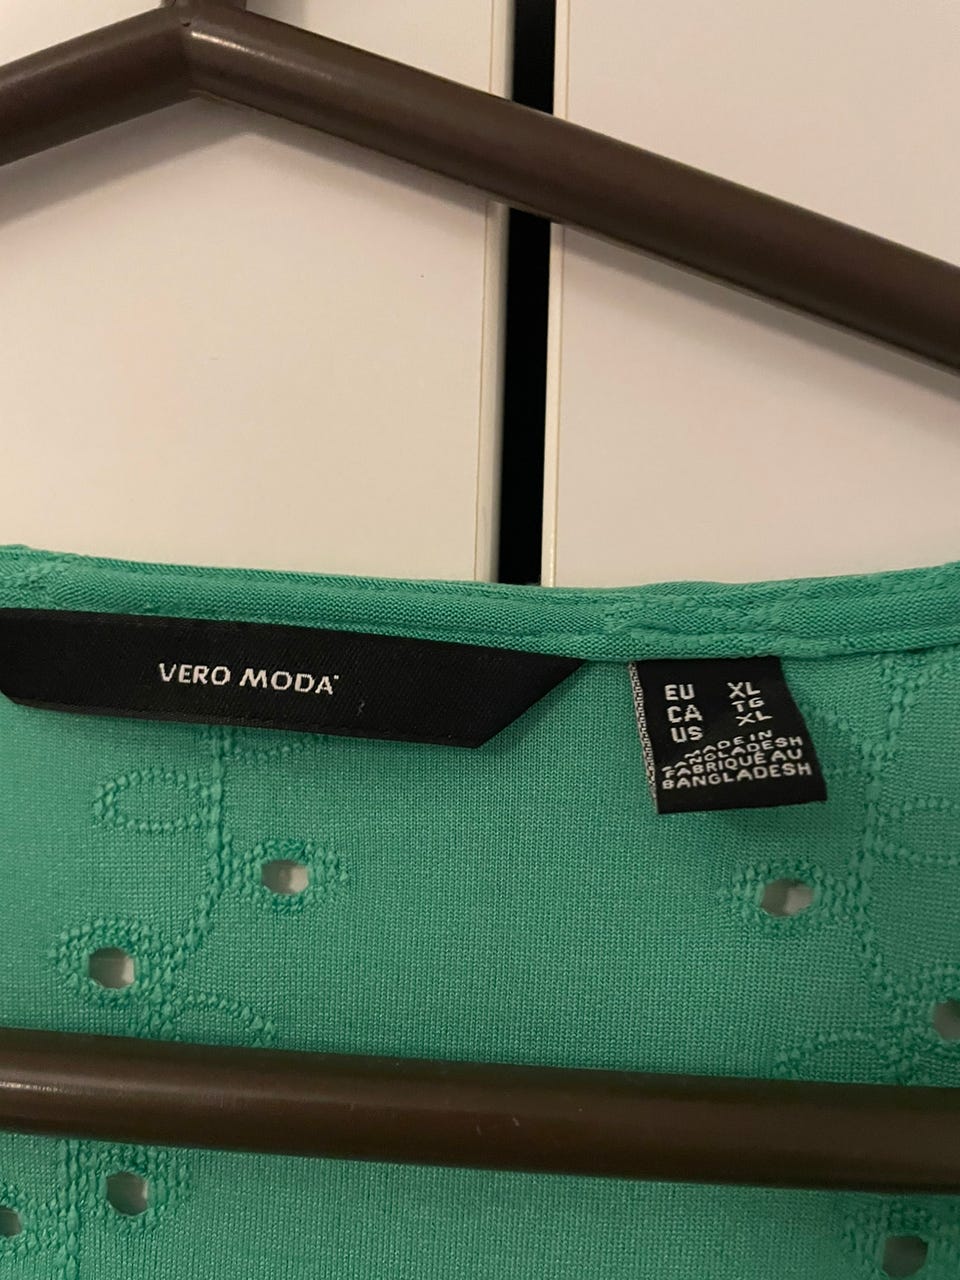 VERO MODA
EU XL
CA TG
US XL
MADE IN
BANGLADESH
FABRIQUÉ AU
BANGLADESH